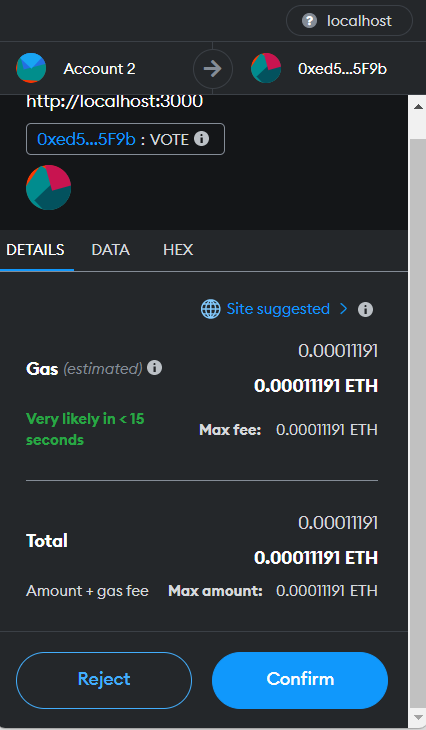 ? localhost
Account 2
0xed5...5F9b
http://localhost:3000
0xed5...5F9b : VOTE i
DETAILS DATA HEX
Site suggested > i
0.00011191
Gas (estimated) i
0.00011191 ETH
Very likely in < 15
seconds
Max fee: 0.00011191 ETH
0.00011191
Total
0.00011191 ETH
Amount + gas fee Max amount: 0.00011191 ETH
Reject Confirm